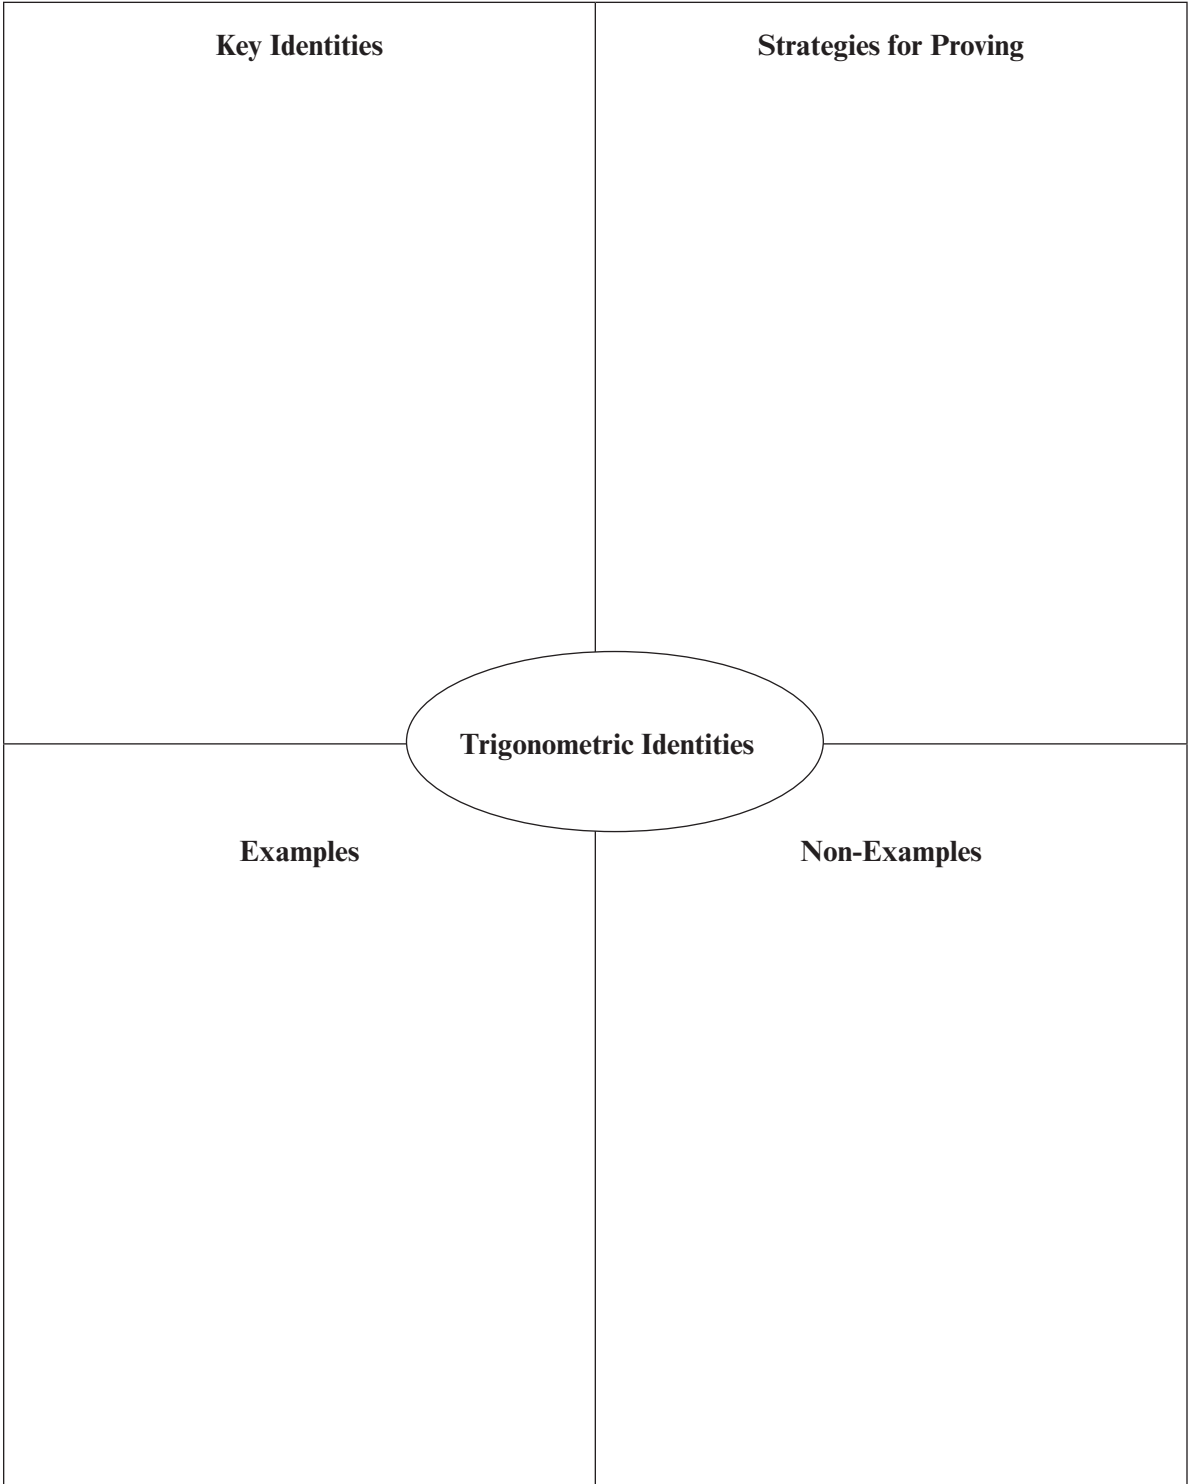 Key Identities
Strategies for Proving
Trigonometric Identities
Examples
Non-Examples